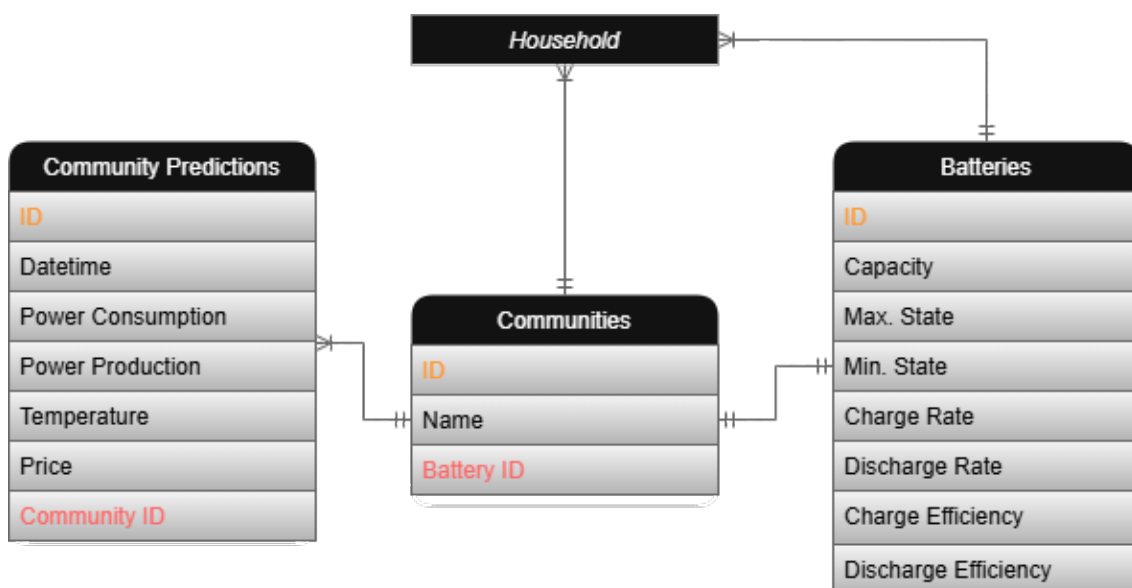 Household
Community Predictions
ID
Datetime
Power Consumption
Power Production
Temperature
Price
Community ID
Communities
ID
Name
Battery ID
Batteries
ID
Capacity
Max. State
Min. State
Charge Rate
Discharge Rate
Charge Efficiency
Discharge Efficiency